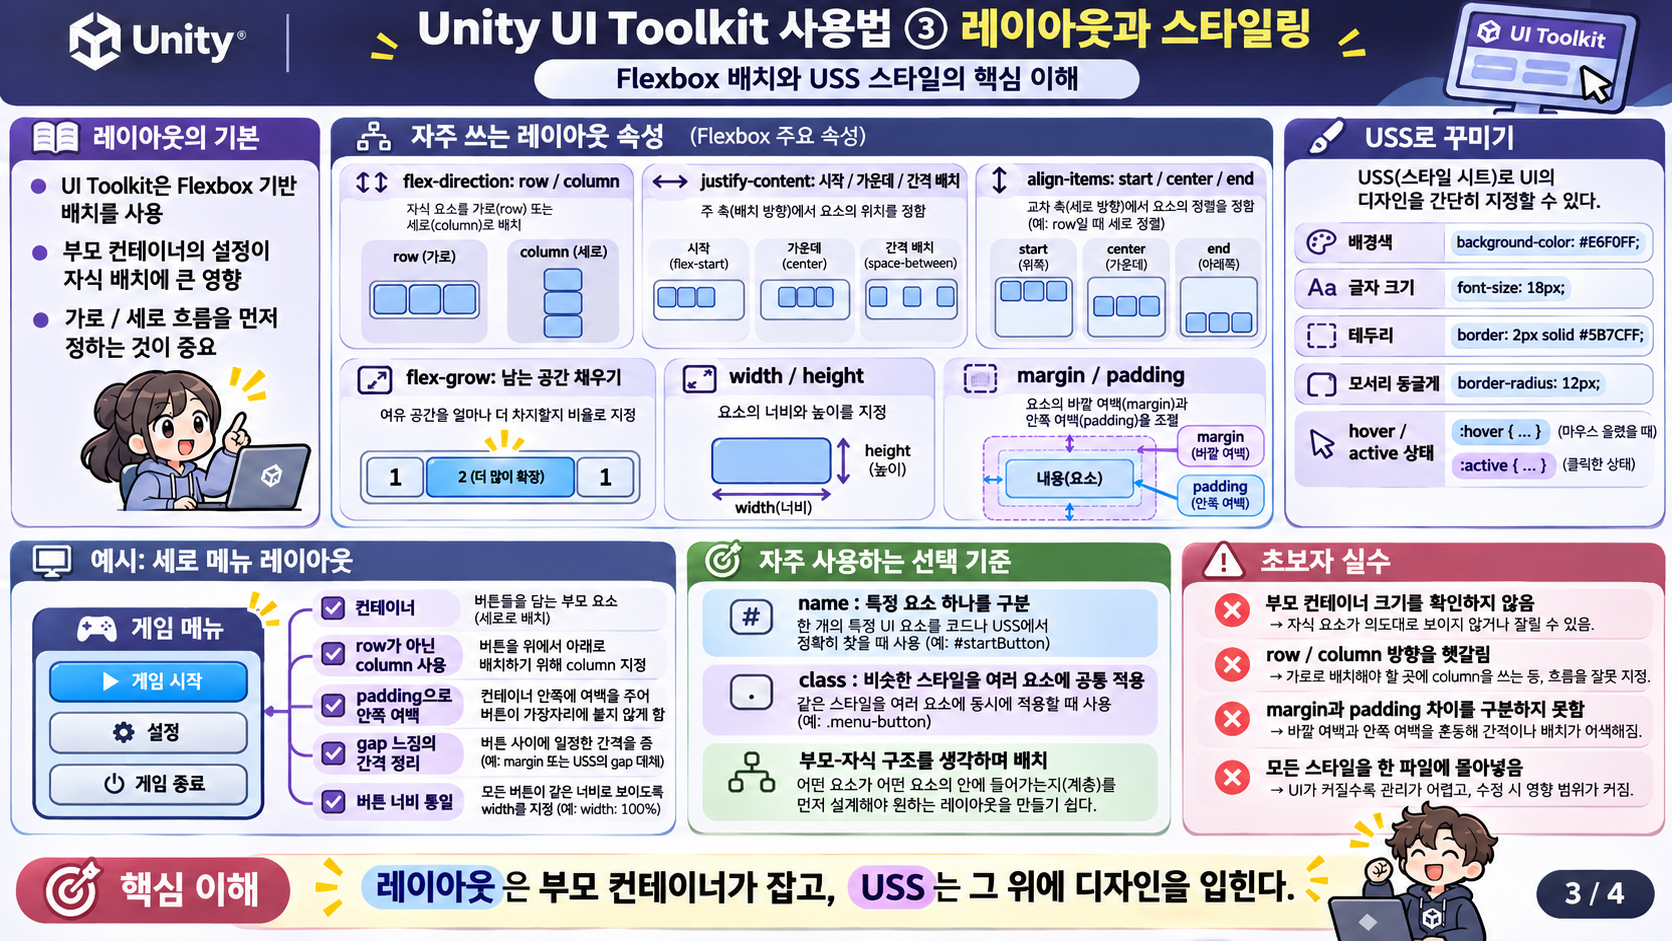 Unity®
Unity UI Toolkit 사용법 ③ 레이아웃과 스타일링
Flexbox 배치와 USS 스타일의 핵심 이해
UI Toolkit
레이아웃의 기본
UI Toolkit은 Flexbox 기반
배치를 사용
부모 컨테이너의 설정이
자식 배치에 큰 영향
가로 / 세로 흐름을 먼저
정하는 것이 중요
자주 쓰는 레이아웃 속성 (Flexbox 주요 속성)
flex-direction: row / column
자식 요소를 가로(row) 또는
세로(column)로 배치
row (가로)
column (세로)
justify-content: 시작 / 가운데 / 간격 배치
주 축(배치 방향)에서 요소의 위치를 정함
시작
(flex-start)
가운데
(center)
간격 배치
(space-between)
align-items: start / center / end
교차 축(세로 방향)에서 요소의 정렬을 정함
(예: row일 때 세로 정렬)
start
(위쪽)
center
(가운데)
end
(아래쪽)
flex-grow: 남는 공간 채우기
여유 공간을 얼마나 더 차지할지 비율로 지정
1
2 (더 많이 확장)
1
width / height
요소의 너비와 높이를 지정
height
(높이)
width(너비)
margin / padding
요소의 바깥 여백(margin)과
안쪽 여백(padding)을 조절
margin
(바깥 여백)
내용(요소)
padding
(안쪽 여백)
USS로 꾸미기
USS(스타일 시트)로 UI의
디자인을 간단히 지정할 수 있다.
배경색 background-color: #E6F0FF;
Aa 글자 크기 font-size: 18px;
테두리 border: 2px solid #5B7CFF;
모서리 둥글게 border-radius: 12px;
hover /
active 상태
:hover { ... } (마우스 올렸을 때)
:active { ... } (클릭한 상태)
예시: 세로 메뉴 레이아웃
게임 메뉴
게임 시작
설정
게임 종료
컨테이너
버튼들을 담는 부모 요소
(세로로 배치)
row가 아닌
column 사용
버튼을 위에서 아래로
배치하기 위해 column 지정
padding으로
안쪽 여백
컨테이너 안쪽에 여백을 주어
버튼이 가장자리에 붙지 않게 함
gap 느낌의
간격 정리
버튼 사이에 일정한 간격을 줌
(예: margin 또는 USS의 gap 대체)
버튼 너비 통일
모든 버튼이 같은 너비로 보이도록
width를 지정 (예: width: 100%)
자주 사용하는 선택 기준
#
name : 특정 요소 하나를 구분
한 개의 특정 UI 요소를 코드나 USS에서
정확히 찾을 때 사용 (예: #startButton)
.
class : 비슷한 스타일을 여러 요소에 공통 적용
같은 스타일을 여러 요소에 동시에 적용할 때 사용
(예: .menu-button)
부모-자식 구조를 생각하며 배치
어떤 요소가 어떤 요소의 안에 들어가는지(계층)를
먼저 설계해야 원하는 레이아웃을 만들기 쉽다.
초보자 실수
부모 컨테이너 크기를 확인하지 않음
→ 자식 요소가 의도대로 보이지 않거나 잘릴 수 있음.
row / column 방향을 헷갈림
→ 가로로 배치해야 할 곳에 column을 쓰는 등, 흐름을 잘못 지정.
margin과 padding 차이를 구분하지 못함
→ 바깥 여백과 안쪽 여백을 혼동해 간적이나 배치가 어색해짐.
모든 스타일을 한 파일에 몰아넣음
→ UI가 커질수록 관리가 어렵고, 수정 시 영향 범위가 커짐.
핵심 이해
레이아웃은 부모 컨테이너가 잡고, USS는 그 위에 디자인을 입힌다.
3 / 4